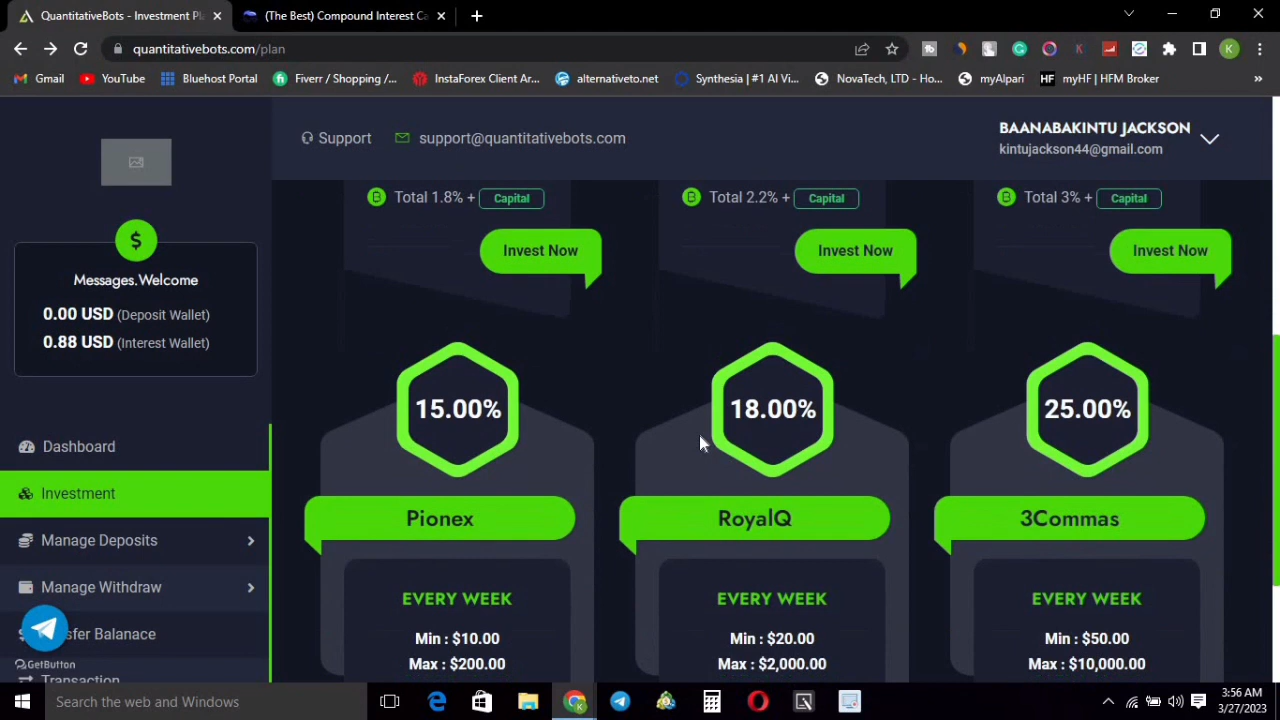 QuantitativeBots - Investment Pl
(The Best) Compound Interest Ca
quantitativebots.com/plan
Gmail
YouTube
Bluehost Portal
Fiverr / Shopping /...
InstaForex Client Ar...
alternativeto.net
Synthesia | #1 AI Vi...
NovaTech, LTD - Ho...
myAlpari
HF
myHF | HFM Broker
Support
support@quantitativebots.com
BAANABAKINTU JACKSON
kintujackson44@gmail.com
Total 1.8% + Capital
Total 2.2% + Capital
Total 3% + Capital
Invest Now
Invest Now
Invest Now
$
Messages.Welcome
0.00 USD (Deposit Wallet)
0.88 USD (Interest Wallet)
Dashboard
Investment
Manage Deposits
Manage Withdraw
sfer Balanace
GetButton
Transaction
15.00%
18.00%
25.00%
Pionex
RoyalQ
3Commas
EVERY WEEK
EVERY WEEK
EVERY WEEK
Min : $10.00
Min : $20.00
Min : $50.00
Max : $200.00
Max : $2,000.00
Max : $10,000.00
Search the web and Windows
3:56 AM
3/27/2023